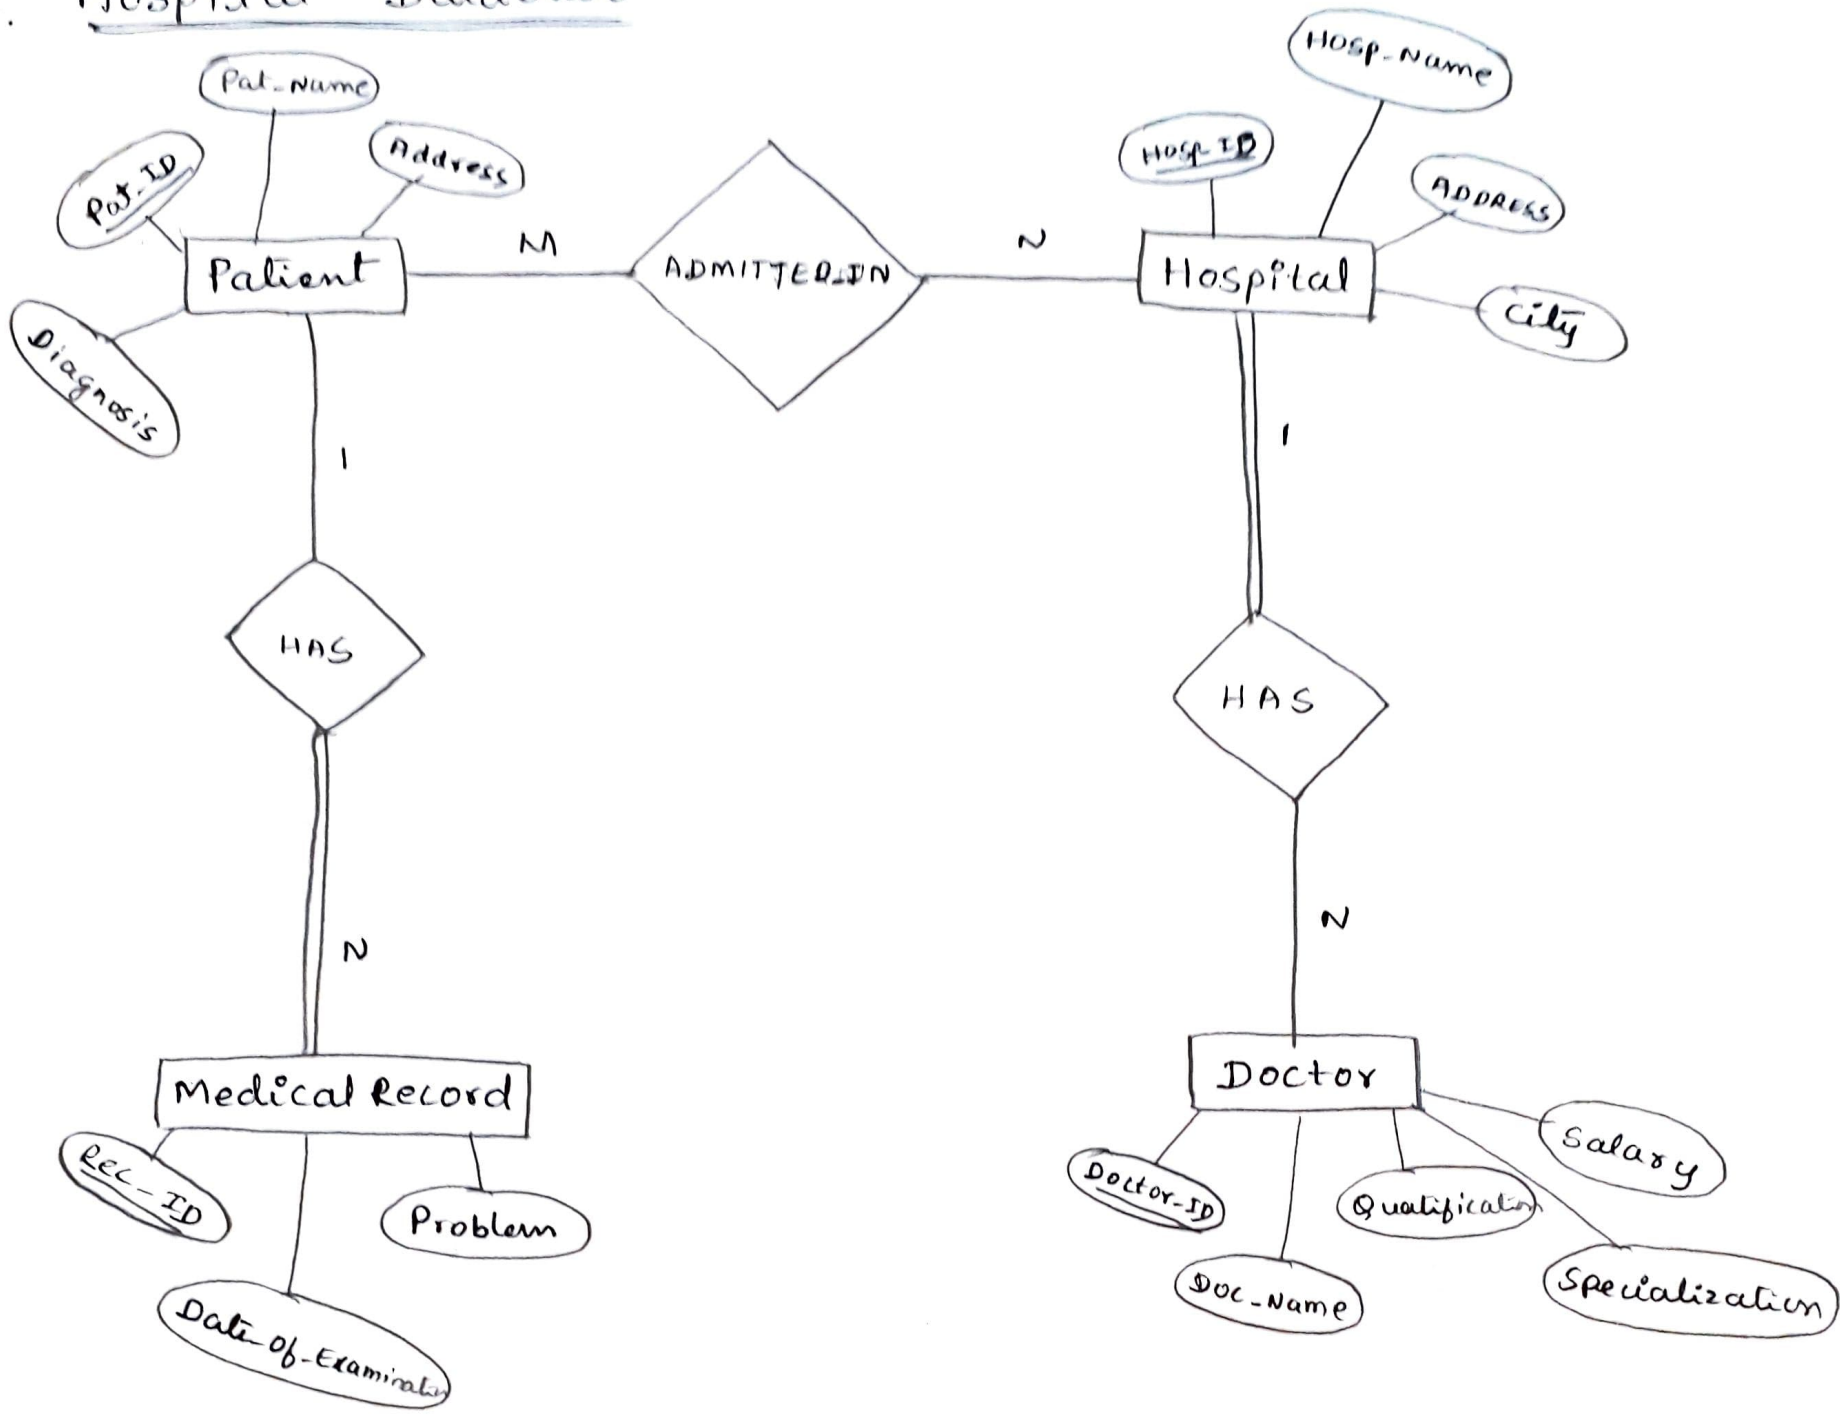 Hosp_Name
Pat_Name
Hosp_ID
Address
Pat_ID
ADDRESS
M
N
Patient
ADMITTED_IN
Hospital
City
Diagnosis
1
1
HAS
HAS
N
N
Doctor
Medical Record
Salary
Rec_ID
Doctor_ID
Qualification
Problem
Doc_Name
Specialization
Date_Of_Examination